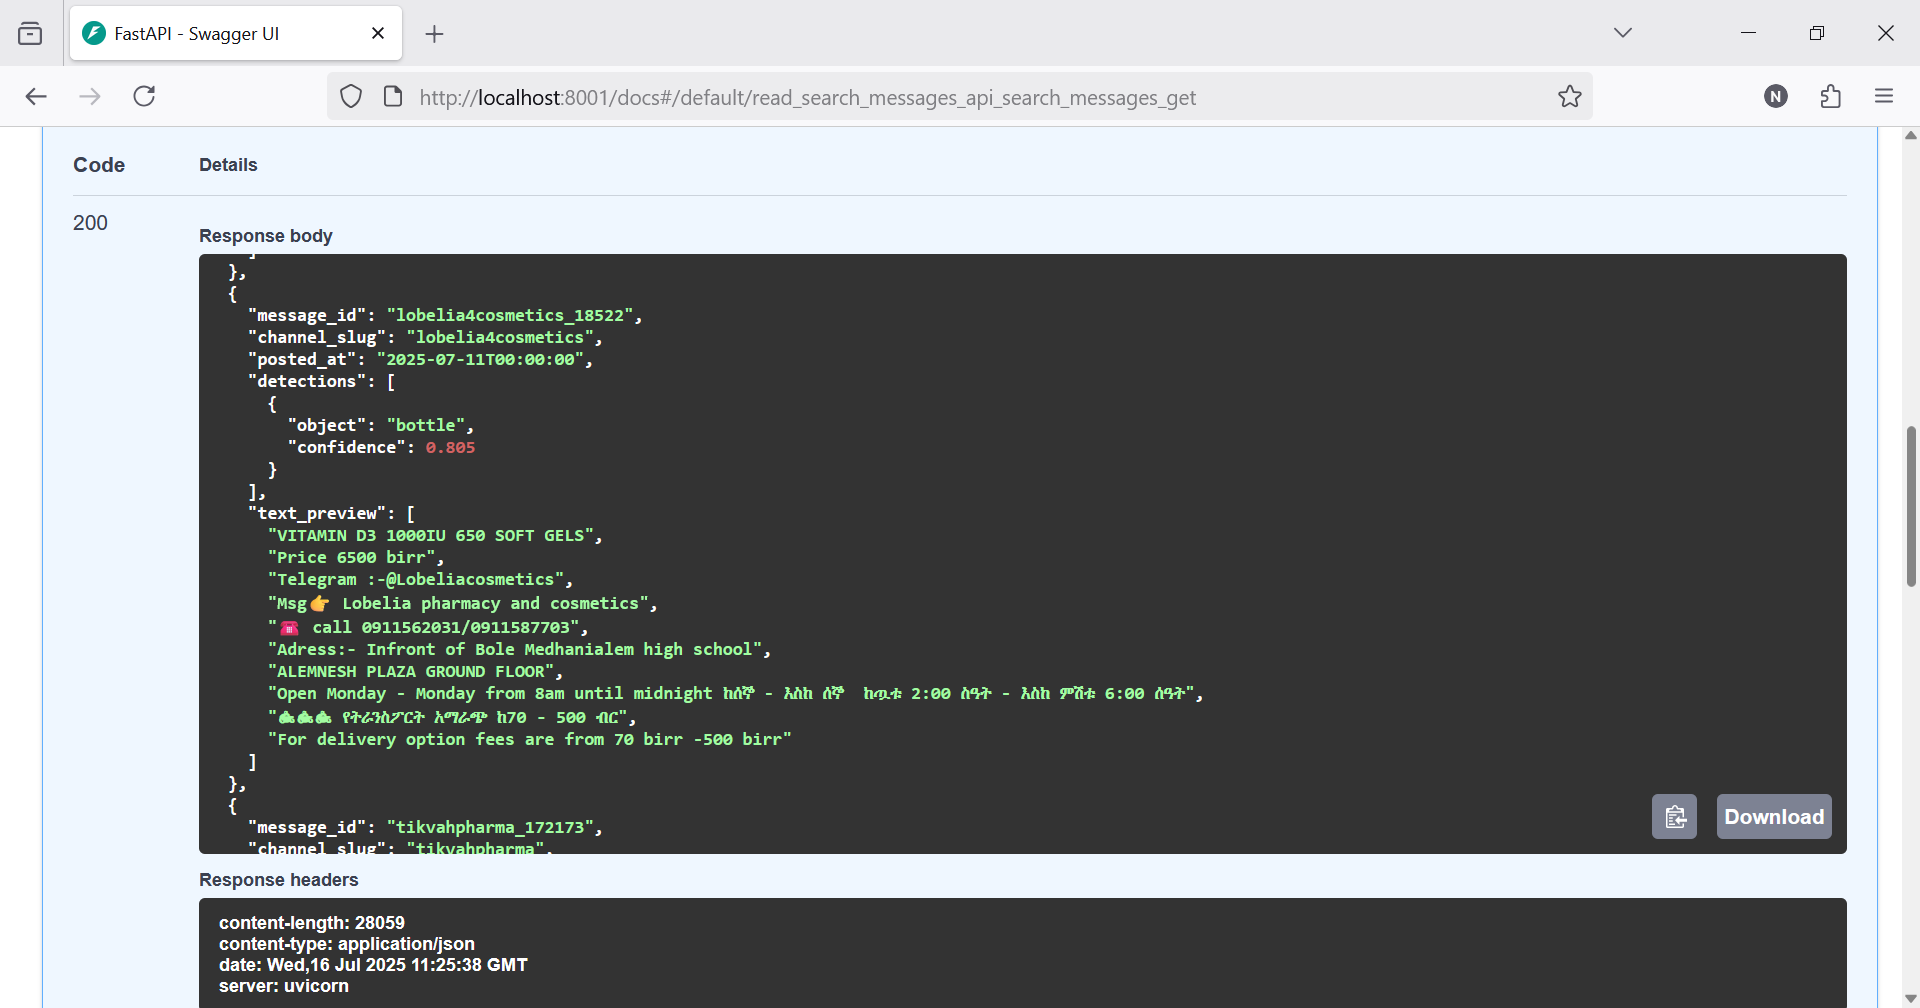 FastAPI - Swagger UI
http://localhost:8001/docs#/default/read_search_messages_api_search_messages_get
N
Code Details
200
Response body
]
},
{
"message_id": "lobelia4cosmetics_18522",
"channel_slug": "lobelia4cosmetics",
"posted_at": "2025-07-11T00:00:00",
"detections": [
{
"object": "bottle",
"confidence": 0.805
}
],
"text_preview": [
"VITAMIN D3 1000IU 650 SOFT GELS",
"Price 6500 birr",
"Telegram :-@Lobeliacosmetics",
"Msg👉 Lobelia pharmacy and cosmetics",
"☎️ call 0911562031/0911587703",
"Adress:- Infront of Bole Medhanialem high school",
"ALEMNESH PLAZA GROUND FLOOR",
"Open Monday - Monday from 8am until midnight ከሰኞ - እስከ ሰኞ ከጧቱ 2:00 ስዓት - እስከ ምሽቱ 6:00 ሰዓት",
"🛵🛵🛵 የትራንስፖርት አማራጭ ከ70 - 500 ብር",
"For delivery option fees are from 70 birr -500 birr"
]
},
{
"message_id": "tikvahpharma_172173",
"channel_slug": "tikvahpharma",
Download
Response headers
content-length: 28059
content-type: application/json
date: Wed,16 Jul 2025 11:25:38 GMT
server: uvicorn